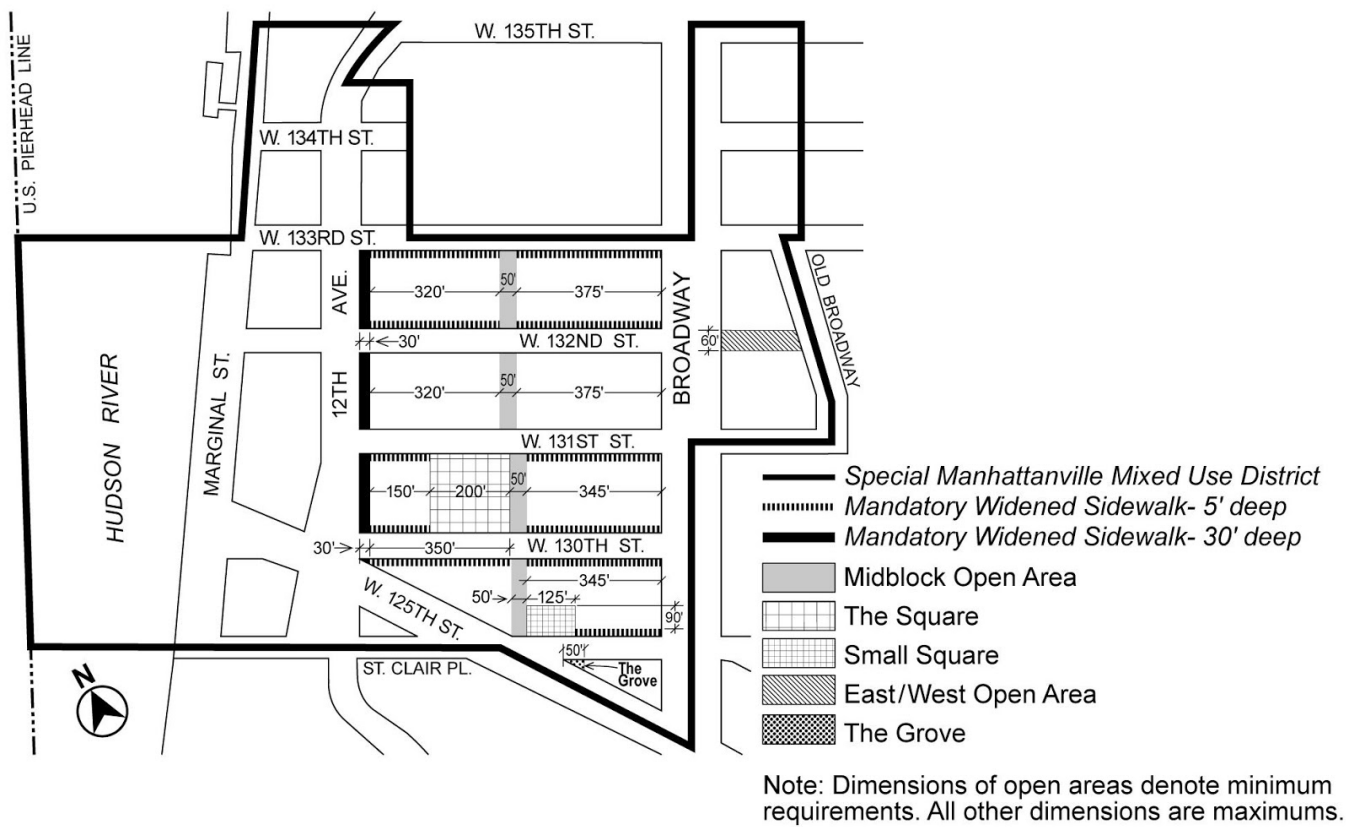 W. 135TH ST.
U.S. PIERHEAD LINE
W. 134TH ST.
W. 133RD ST.
AVE.
12TH
320'
50'
375'
BROADWAY
OLD BROADWAY
30'
W. 132ND ST.
60'
HUDSON RIVER
MARGINAL ST.
320'
50'
375'
W. 131ST ST.
150'
200'
50'
345'
30'
350'
W. 130TH ST.
345'
50'
125'
90'
W. 125TH ST.
50'
The
Grove
ST. CLAIR PL.
N
Special Manhattanville Mixed Use District
Mandatory Widened Sidewalk- 5' deep
Mandatory Widened Sidewalk- 30' deep
Midblock Open Area
The Square
Small Square
East/West Open Area
The Grove
Note: Dimensions of open areas denote minimum
requirements. All other dimensions are maximums.